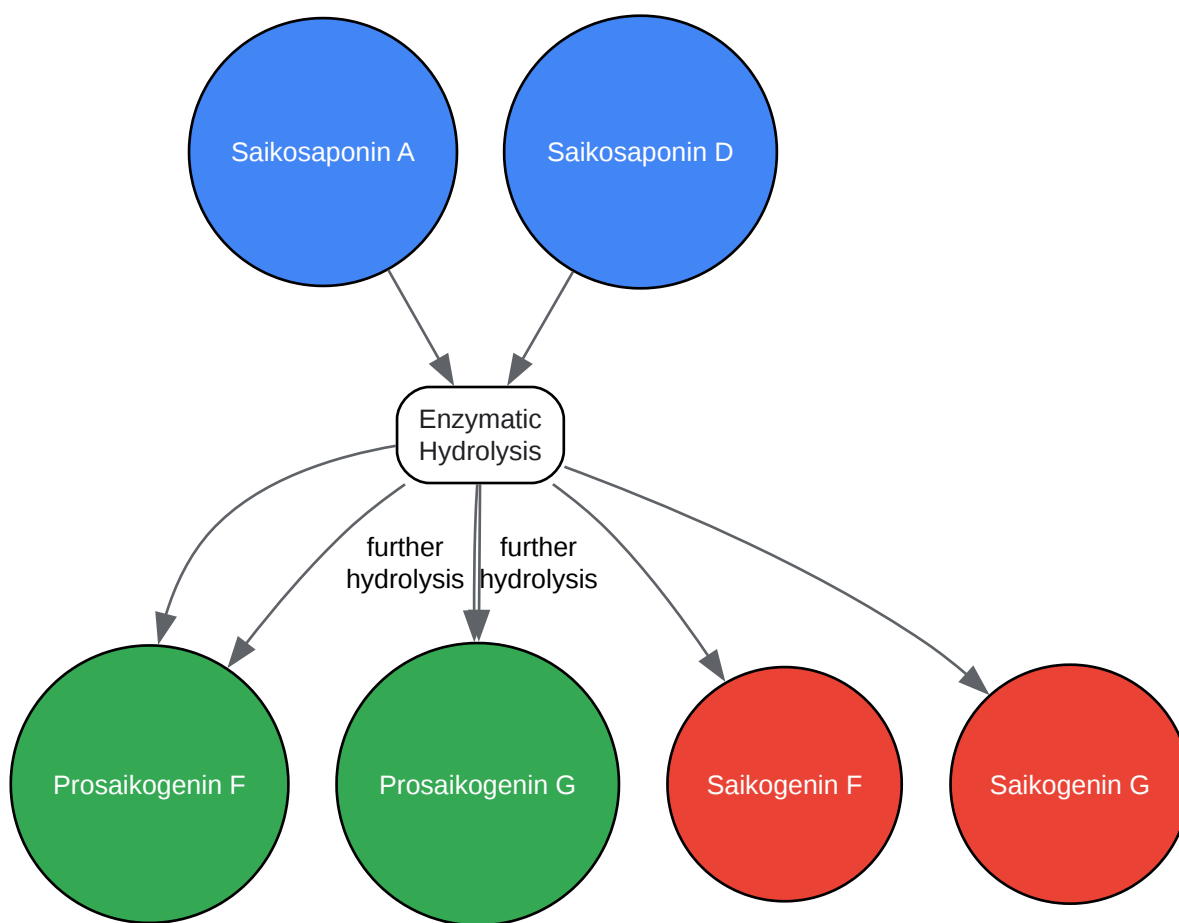 Saikosaponin A
Saikosaponin D
Enzymatic
Hydrolysis
further
hydrolysis
further
hydrolysis
Prosaikogenin F
Prosaikogenin G
Saikogenin F
Saikogenin G